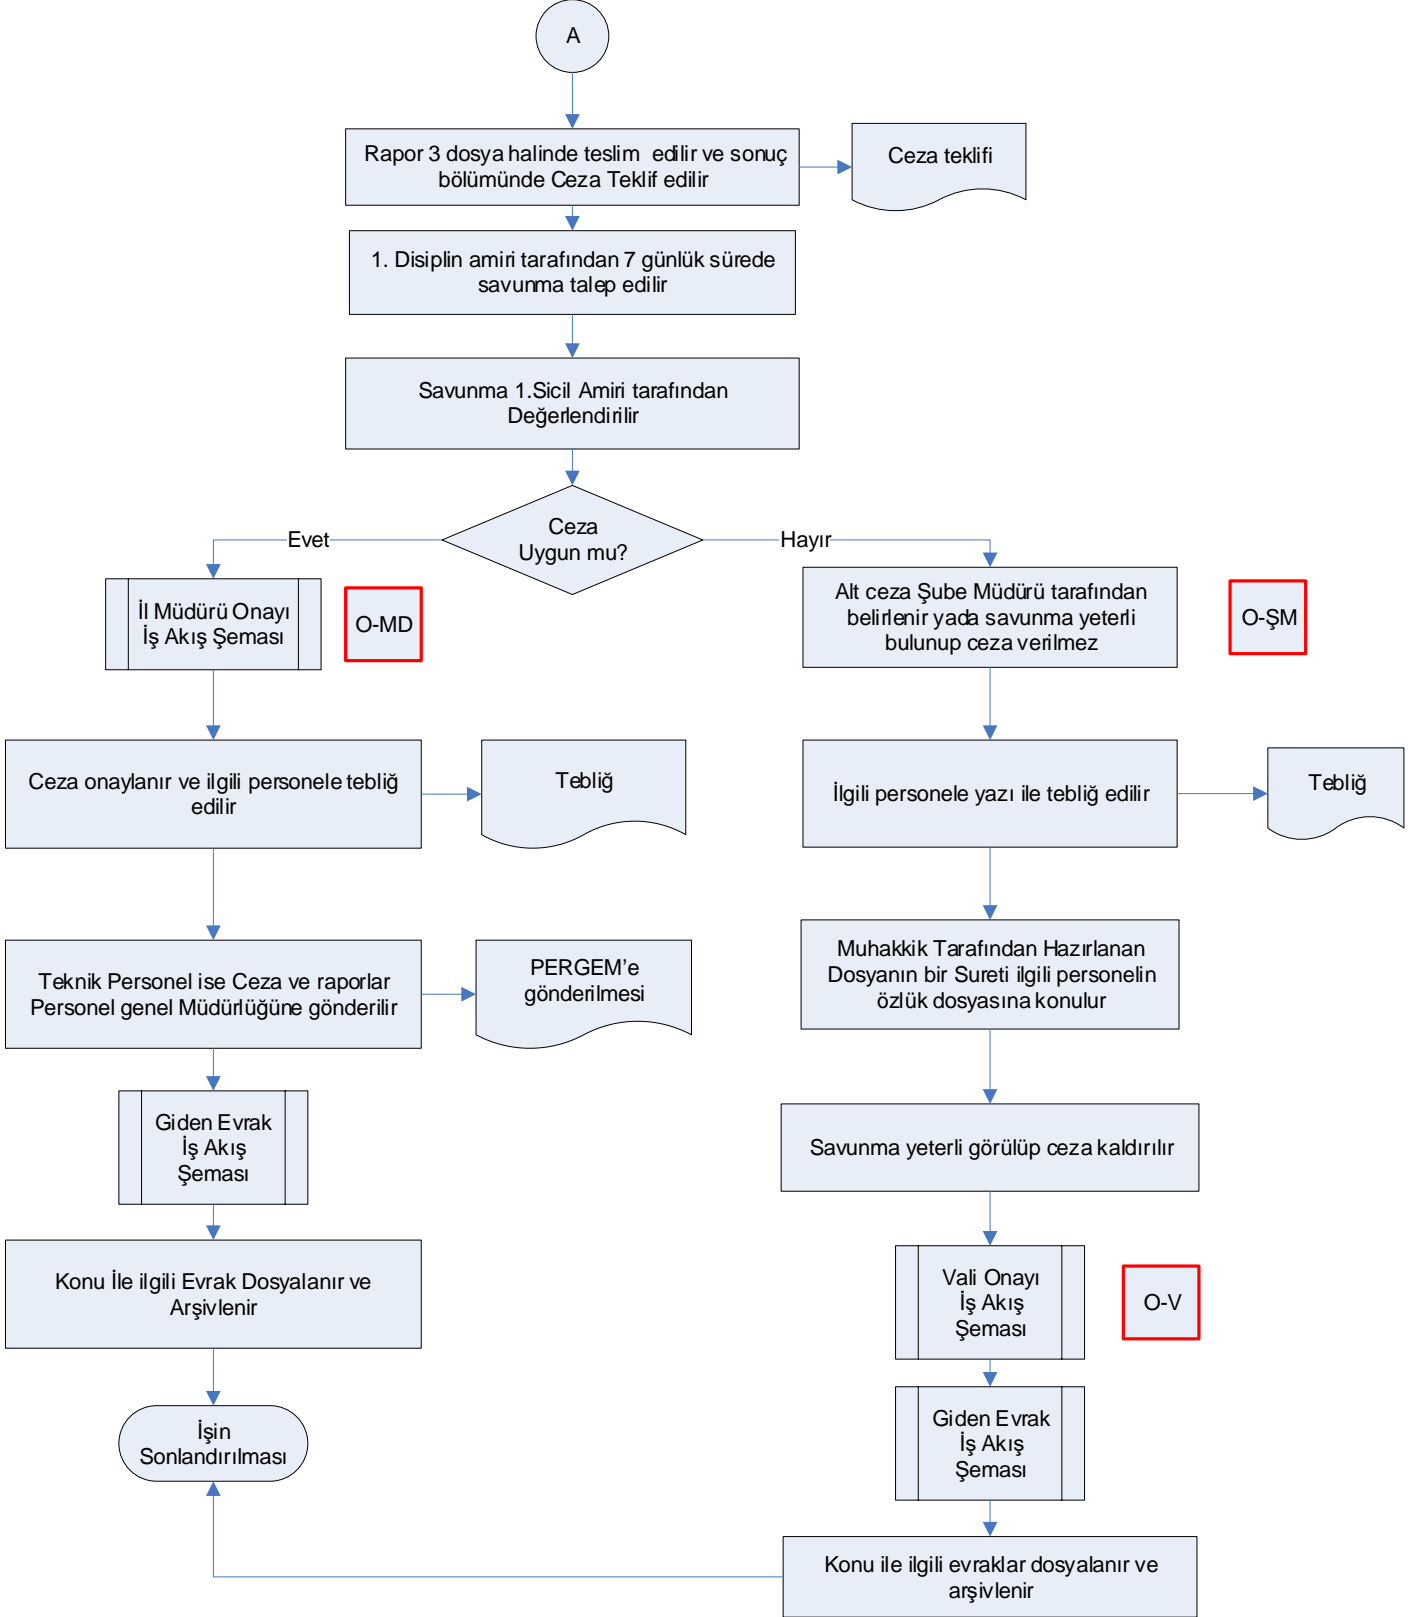 A
Rapor 3 dosya halinde teslim edilir ve sonuç
bölümünde Ceza Teklif edilir
Ceza teklifi
1. Disiplin amiri tarafından 7 günlük sürede
savunma talep edilir
Savunma 1.Sicil Amiri tarafından
Değerlendirilir
Ceza
Uygun mu?
Evet
Hayır
İl Müdürü Onayı
İş Akış Şeması
O-MD
Alt ceza Şube Müdürü tarafından
belirlenir yada savunma yeterli
bulunup ceza verilmez
O-ŞM
Ceza onaylanır ve ilgili personele tebliğ
edilir
Tebliğ
İlgili personele yazı ile tebliğ edilir
Tebliğ
Teknik Personel ise Ceza ve raporlar
Personel genel Müdürlüğüne gönderilir
PERGEM’e
gönderilmesi
Muhakkik Tarafından Hazırlanan
Dosyanın bir Sureti ilgili personelin
özlük dosyasına konulur
Giden Evrak
İş Akış
Şeması
Savunma yeterli görülüp ceza kaldırılır
Konu İle ilgili Evrak Dosyalanır ve
Arşivlenir
Vali Onayı
İş Akış
Şeması
O-V
İşin
Sonlandırılması
Giden Evrak
İş Akış
Şeması
Konu ile ilgili evraklar dosyalanır ve
arşivlenir